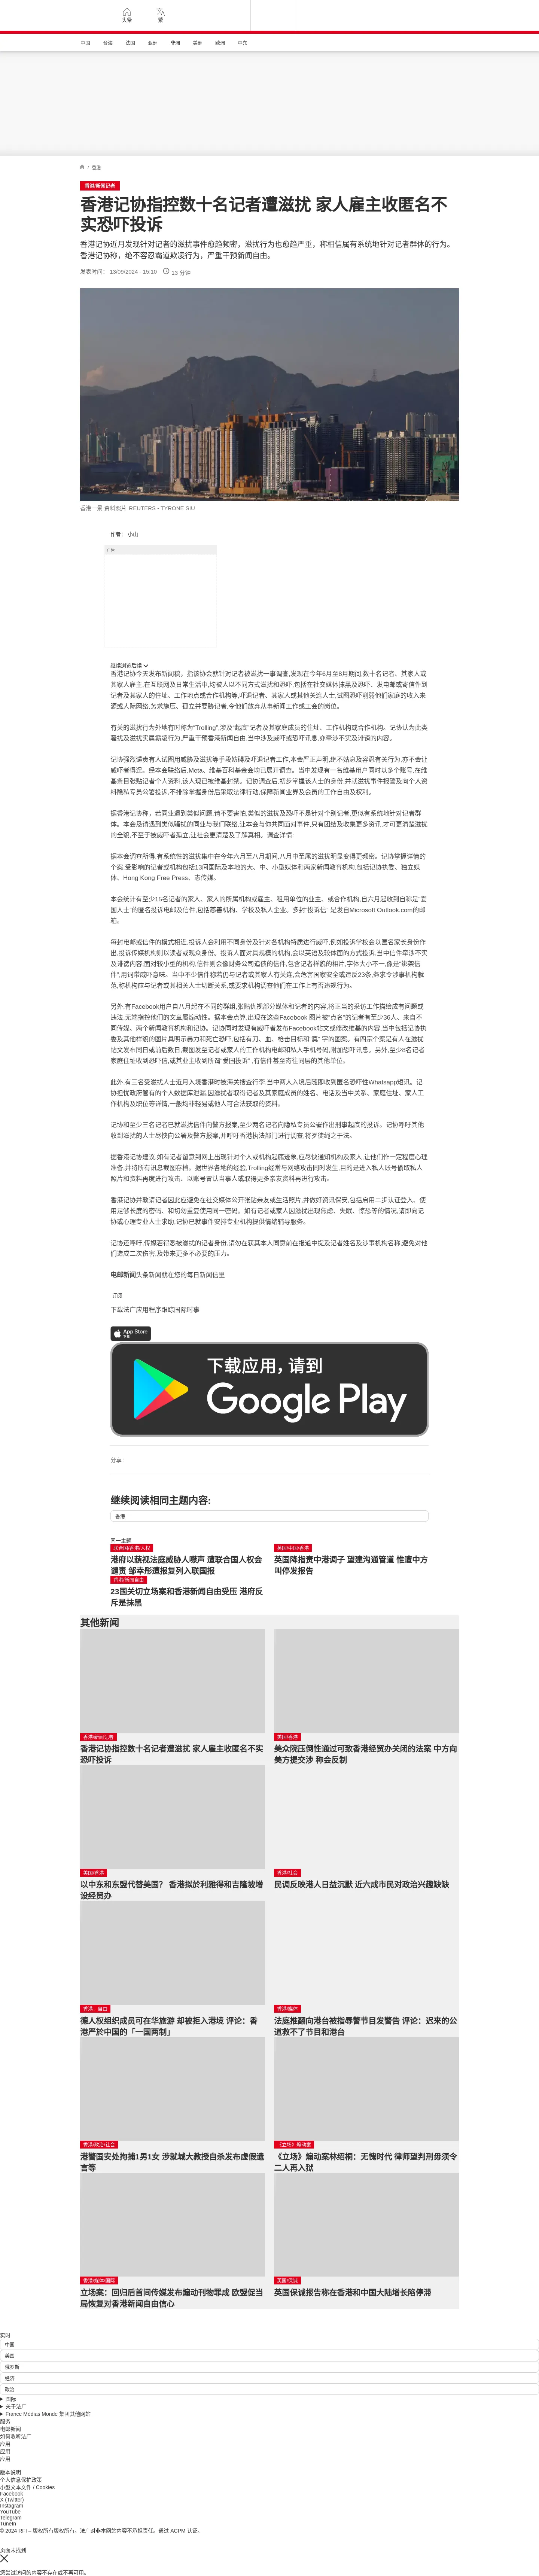 头条
繁
中国 台海 法国 亚洲 非洲 美洲 欧洲 中东
/ 香港
香港/新闻记者
香港记协指控数十名记者遭滋扰 家人雇主收匿名不实恐吓投诉
香港记协近月发现针对记者的滋扰事件愈趋频密，滋扰行为也愈趋严重，称相信属有系统地针对记者群体的行为。香港记协称，绝不容忍霸道欺凌行为，严重干预新闻自由。
发表时间： 13/09/2024 - 15:10 13 分钟
香港一景 资料照片 REUTERS - TYRONE SIU
作者： 小山
广告
继续浏览后续
香港记协今天发布新闻稿。指该协会就针对记者被滋扰一事调查,发现在今年6月至8月期间,数十名记者、其家人或其家人雇主,在互联网及日常生活中,均被人以不同方式滋扰和恐吓,包括在社交媒体抹黑及恐吓、发电邮或寄信件到记者及其家人的住址、工作地点或合作机构等,吓退记者、其家人或其他关连人士,试图恐吓削弱他们家庭的收入来源或人际网络,务求施压、孤立并要胁记者,令他们放弃从事新闻工作或工会的岗位。
有关的滋扰行为外地有时称为"Trolling",涉及“起底”记者及其家庭成员的住址、工作机构或合作机构。记协认为此类骚扰及滋扰实属霸凌行为,严重干预香港新闻自由,当中涉及威吓或恐吓讯息,亦牵涉不实及诽谤的内容。
记协强烈谴责有人试图用威胁及滋扰等手段妨碍及吓退记者工作,本会严正声明,绝不姑息及容忍有关行为,亦不会让威吓者得逞。经本会联络后,Meta、维基百科基金会均已展开调查。当中发现有一名维基用户同时以多个账号,在维基条目张贴记者个人资料,该人现已被维基封禁。记协调查后,初步掌握该人士的身份,并就滋扰事件报警及向个人资料隐私专员公署投诉,不排除掌握身份后采取法律行动,保障新闻业界及会员的工作自由及权利。
据香港记协称，若同业遇到类似问题,请不要害怕,类似的滋扰及恐吓不是针对个别记者,更似有系统地针对记者群体。本会恳请遇到类似骚扰的同业与我们联络,让本会与你共同面对事件,只有团结及收集更多资讯,才可更清楚滋扰的全貌,不至于被威吓者孤立,让社会更清楚及了解真相。调查详情:
据本会调查所得,有系统性的滋扰集中在今年六月至八月期间,八月中至尾的滋扰明显变得更频密。记协掌握详情的个案,受影响的记者或机构包括13间国际及本地的大、中、小型媒体和两家新闻教育机构,包括记协执委、独立媒体、Hong Kong Free Press、志传媒。
本会统计有至少15名记者的家人、家人的所属机构或雇主、租用单位的业主、或合作机构,自六月起收到自称是“爱国人士”的匿名投诉电邮及信件,包括慈善机构、学校及私人企业。多封“投诉信” 是发自Microsoft Outlook.com的邮箱。
每封电邮或信件的模式相近,投诉人会利用不同身份及针对各机构特质进行威吓,例如投诉学校会以匿名家长身份作出,投诉传媒机构则以读者或观众身份。投诉人面对具规模的机构,会以英语及较体面的方式投诉,当中信件牵涉不实及诽谤内容,面对较小型的机构,信件则会像财务公司追债的信件,包含记者样貌的相片,字体大小不一,像是“绑架信件”,用词带威吓意味。当中不少信件称若仍与记者或其家人有关连,会危害国家安全或违反23条,务求令涉事机构就范,称机构应与记者或其相关人士切断关系,或要求机构调查他们在工作上有否违规行为。
另外,有Facebook用户自八月起在不同的群组,张贴仇视部分媒体和记者的内容,将正当的采访工作描绘成有问题或违法,无端指控他们的文章属煽动性。据本会点算,出现在这些Facebook 图片被“点名”的记者有至少36人、来自不同传媒、两个新闻教育机构和记协。记协同时发现有威吓者发布Facebook帖文或修改维基的内容,当中包括记协执委及其他样貌的图片具明示暴力和死亡恐吓,包括有刀、血、枪击目标和“棄” 字的图案。有四宗个案是有人在滋扰帖文发布同日或前后数日,截图发至记者或家人的工作机构电邮和私人手机号码,附加恐吓讯息。另外,至少8名记者家庭住址收到恐吓信,或其业主收到所谓“爱国投诉” ,有信件甚至寄往同层的其他单位。
此外,有三名受滋扰人士近月入境香港时被海关搜查行李,当中两人入境后随即收到匿名恐吓性Whatsapp短讯。记协担忧政府管有的个人数据库泄漏,因滋扰者取得记者及其家庭成员的姓名、电话及当中关系、家庭住址、家人工作机构及职位等详情,一般均非轻易或他人可合法获取的资料。
记协和至少三名记者已就滋扰信件向警方报案,至少两名记者向隐私专员公署作出刑事起底的投诉。记协呼吁其他收到滋扰的人士尽快向公署及警方报案,并呼吁香港执法部门进行调查,将歹徒绳之于法。
据香港记协建议,如有记者留意到网上出现针对个人或机构起底迹象,应尽快通知机构及家人,让他们作一定程度心理准备,并将所有讯息截图存档。据世界各地的经验,Trolling经常与网络攻击同时发生,目的是进入私人账号偷取私人照片和资料再度进行攻击、以账号冒认当事人或取得更多亲友资料再进行攻击。
香港记协并敦请记者因此应避免在社交媒体公开张贴亲友或生活照片,并做好资讯保安,包括启用二步认证登入、使用足够长度的密码、和切勿重复使用同一密码。如有记者或家人因滋扰出现焦虑、失眠、惊恐等的情况,请即向记协或心理专业人士求助,记协已就事件安排专业机构提供情绪辅导服务。
记协还呼吁,传媒若得悉被滋扰的记者身份,请勿在获其本人同意前在报道中提及记者姓名及涉事机构名称,避免对他们造成二次伤害,及带来更多不必要的压力。
电邮新闻头条新闻就在您的每日新闻信里
订阅
下载法广应用程序跟踪国际时事
App Store
下载
下载应用，请到
Google Play
分享 :
继续阅读相同主题内容:
香港
同一主题
联合国/香港/人权
港府以藐视法庭威胁人噤声 遭联合国人权会谴责 邹幸彤遭报复列入联国报
英国/中国/香港
英国降指责中港调子 望建沟通管道 惟遭中方叫停发报告
香港/新闻自由
23国关切立场案和香港新闻自由受压 港府反斥是抹黑
其他新闻
香港/新闻记者
香港记协指控数十名记者遭滋扰 家人雇主收匿名不实恐吓投诉
美国/香港
美众院压倒性通过可致香港经贸办关闭的法案 中方向美方提交涉 称会反制
美国/香港
以中东和东盟代替美国？ 香港拟於利雅得和吉隆坡增设经贸办
香港/社会
民调反映港人日益沉默 近六成市民对政治兴趣缺缺
香港、自由
德人权组织成员可在华旅游 却被拒入港境 评论：香港严於中国的「一国两制」
香港/媒体
法庭推翻向港台被指辱警节目发警告 评论：迟来的公道救不了节目和港台
香港/政治/社会
港警国安处拘捕1男1女 涉就城大教授自杀发布虚假遗言等
《立场》煽动案
《立场》煽动案林绍桐：无愧时代 律师望判刑毋须令二人再入狱
香港/媒体/国际
立场案：回归后首间传媒发布煽动刊物罪成 欧盟促当局恢复对香港新闻自由信心
英国/保诚
英国保诚报告称在香港和中国大陆增长陷停滞
实时
中国
美国
俄罗斯
经济
政治
国际
关于法广
France Médias Monde 集团其他网站
服务
电邮新闻
如何收听法广
应用
应用
应用
版本说明
个人信息保护政策
小型文本文件 / Cookies
Facebook
X (Twitter)
Instagram
YouTube
Telegram
TuneIn
© 2024 RFI – 版权所有版权所有。法广对非本网站内容不承担责任。通过 ACPM 认证。
页面未找到
您尝试访问的内容不存在或不再可用。